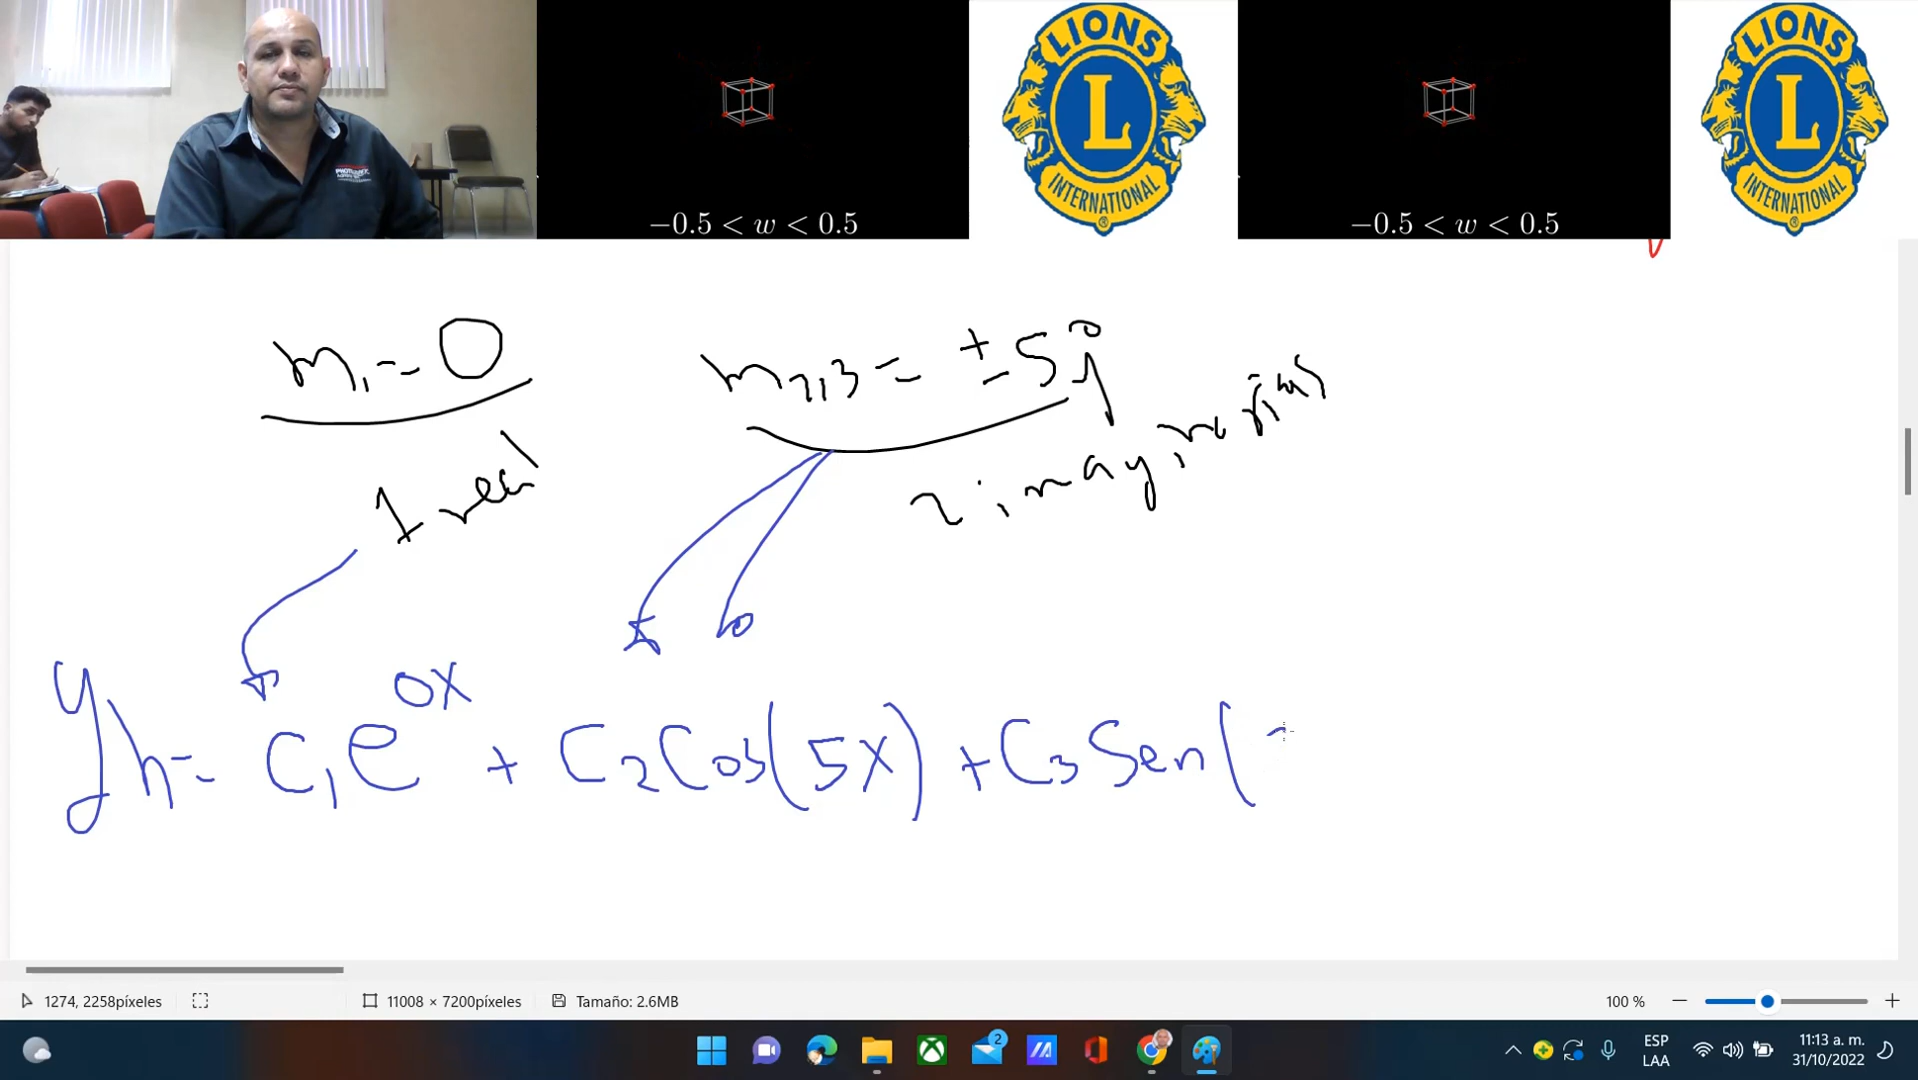 LIONS
L
INTERNATIONAL
®
LIONS
L
INTERNATIONAL
®
−0.5 < w < 0.5
−0.5 < w < 0.5
m₁ = 0
m₂,₃ = ±5i
1 real
2 imaginarias
yh = C₁e^0x + C₂Cos(5x) + C₃Sen(
1274, 2258píxeles
11008 × 7200píxeles
Tamaño: 2.6MB
100 %
2
ESP
LAA
11:13 a. m.
31/10/2022